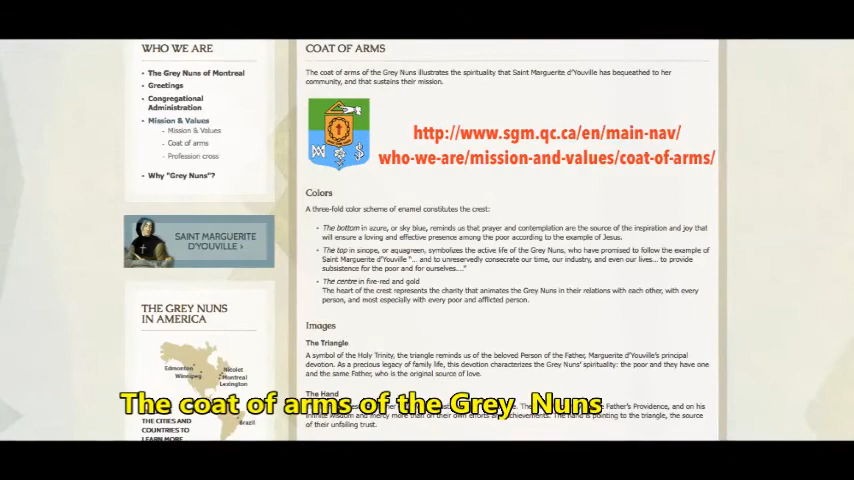 WHO WE ARE
The Grey Nuns of Montreal
Greetings
Congregational
Administration
Mission & Values
Mission & Values
Coat of arms
Profession cross
Why "Grey Nuns"?
SAINT MARGUERITE
D'YOUVILLE ›
THE GREY NUNS
IN AMERICA
Edmonton
Winnipeg
Nicolet
Montreal
Lexington
Brazil
THE CITIES AND
COUNTRIES TO
LEARN MORE
COAT OF ARMS
The coat of arms of the Grey Nuns illustrates the spirituality that Saint Marguerite d'Youville has bequeathed to her
community, and that sustains their mission.
http://www.sgm.qc.ca/en/main-nav/
who-we-are/mission-and-values/coat-of-arms/
Colors
A three-fold color scheme of enamel constitutes the crest:
The bottom in azure, or sky blue, reminds us that prayer and contemplation are the source of the inspiration and joy that
will ensure a loving and effective presence among the poor according to the example of Jesus.
The top in sinope, or aquagreen, symbolizes the active life of the Grey Nuns, who have promised to follow the example of
Saint Marguerite d'Youville "... and to unreservedly consecrate our time, our industry, and even our lives... to provide
subsistence for the poor and for ourselves...."
The centre in fire-red and gold
The heart of the crest represents the charity that animates the Grey Nuns in their relations with each other, with every
person, and most especially with every poor and afflicted person.
Images
The Triangle
A symbol of the Holy Trinity, the triangle reminds us of the beloved Person of the Father, Marguerite d'Youville's principal
devotion. As a precious legacy of family life, this devotion characterizes the Grey Nuns' spirituality: the poor and they have one
and the same Father, who is the original source of love.
The Hand
The Father's Providence, and on his
infinite wisdom and mercy more than on their own efforts and achievements. The hand is pointing to the triangle, the source
of their unfailing trust.
The coat of arms of the Grey Nuns